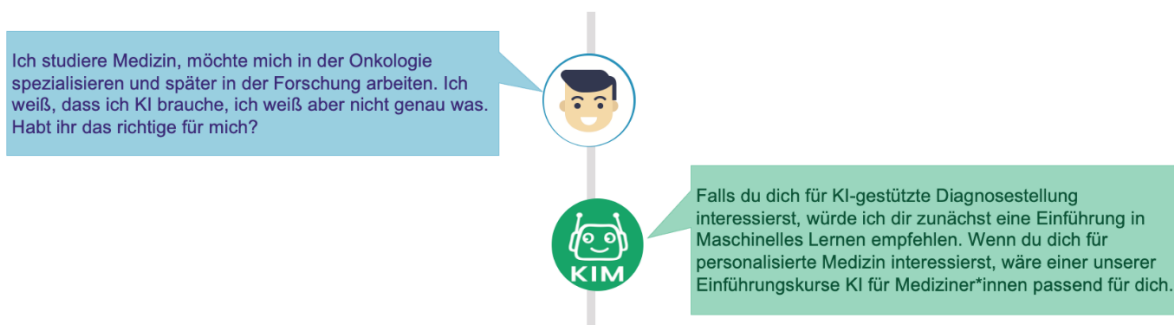 Ich studiere Medizin, möchte mich in der Onkologie
spezialisieren und später in der Forschung arbeiten. Ich
weiß, dass ich KI brauche, ich weiß aber nicht genau was.
Habt ihr das richtige für mich?
Falls du dich für KI-gestützte Diagnosestellung
interessierst, würde ich dir zunächst eine Einführung in
Maschinelles Lernen empfehlen. Wenn du dich für
personalisierte Medizin interessierst, wäre einer unserer
Einführungskurse KI für Mediziner*innen passend für dich.
KIM